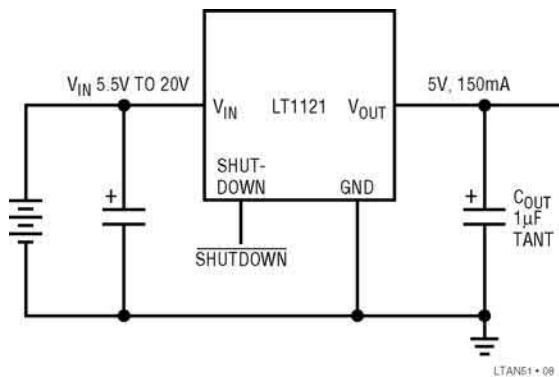 V_IN 5.5V TO 20V
V_IN
LT1121
V_OUT
5V, 150mA
SHUT-
DOWN
GND
SHUTDOWN
C_OUT
1µF
TANT
+
+
LTAN51 • 08